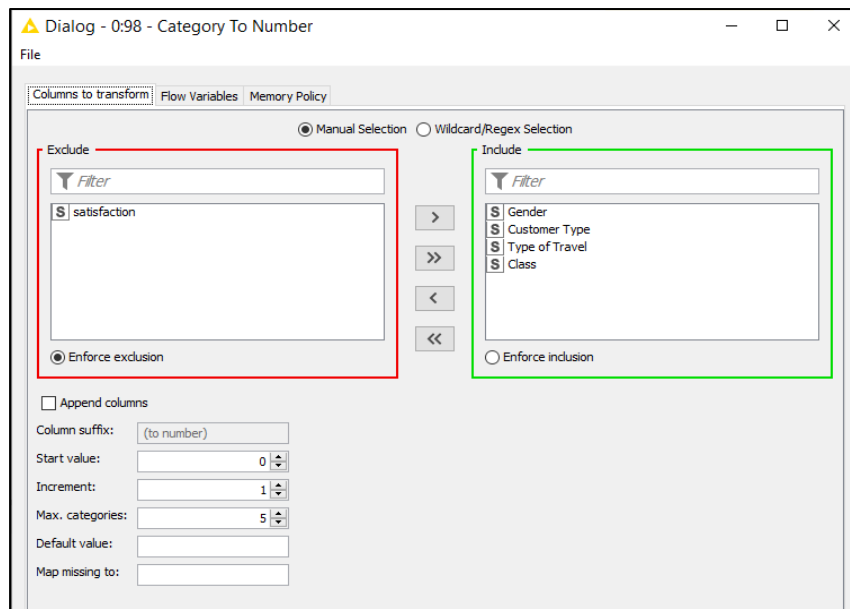 Dialog - 0:98 - Category To Number
File
Columns to transform Flow Variables Memory Policy
Manual Selection Wildcard/Regex Selection
Exclude
Filter
S satisfaction
Enforce exclusion
>
>>
<
<<
Include
Filter
S Gender
S Customer Type
S Type of Travel
S Class
Enforce inclusion
Append columns
Column suffix: (to number)
Start value: 0
Increment: 1
Max. categories: 5
Default value:
Map missing to: